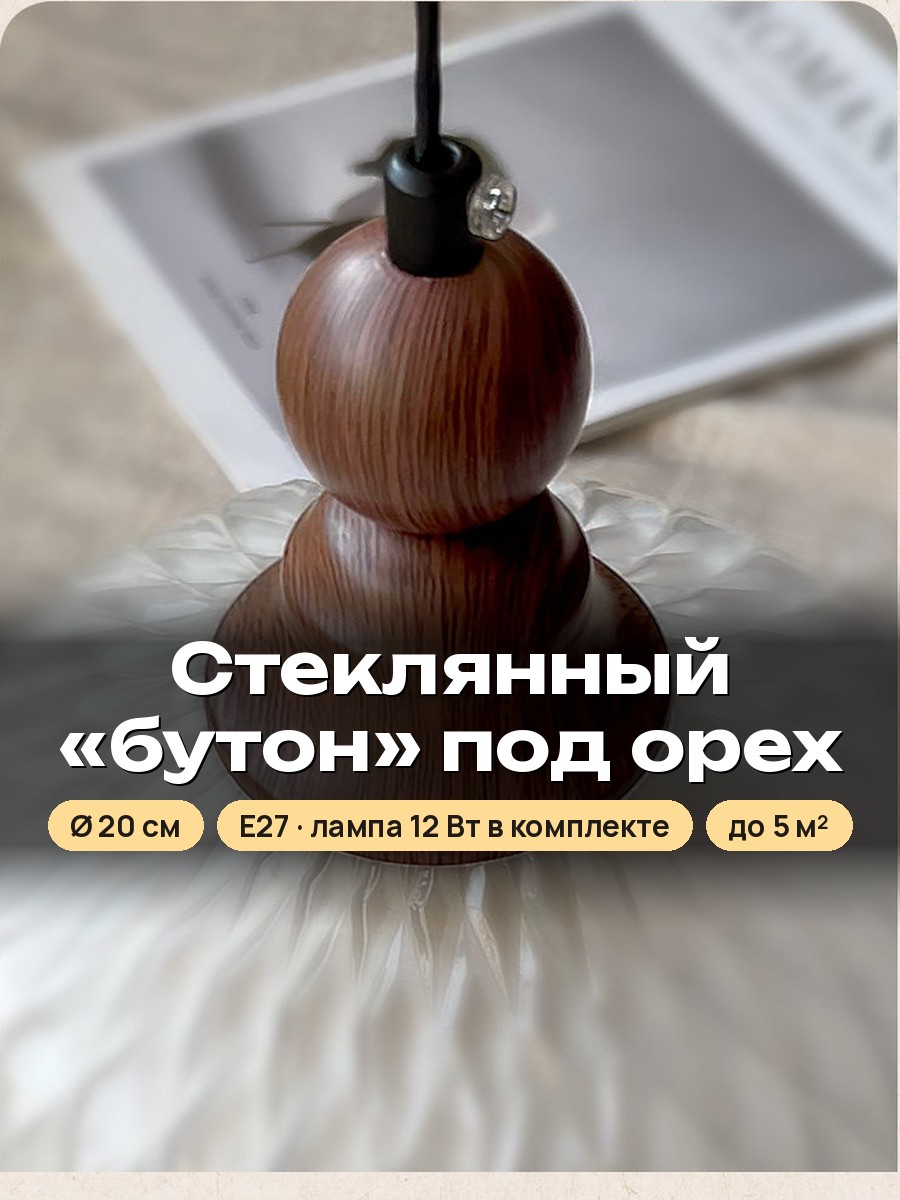 Стеклянный
«бутон» под орех
Ø 20 см
E27 · лампа 12 Вт в комплекте
до 5 м²